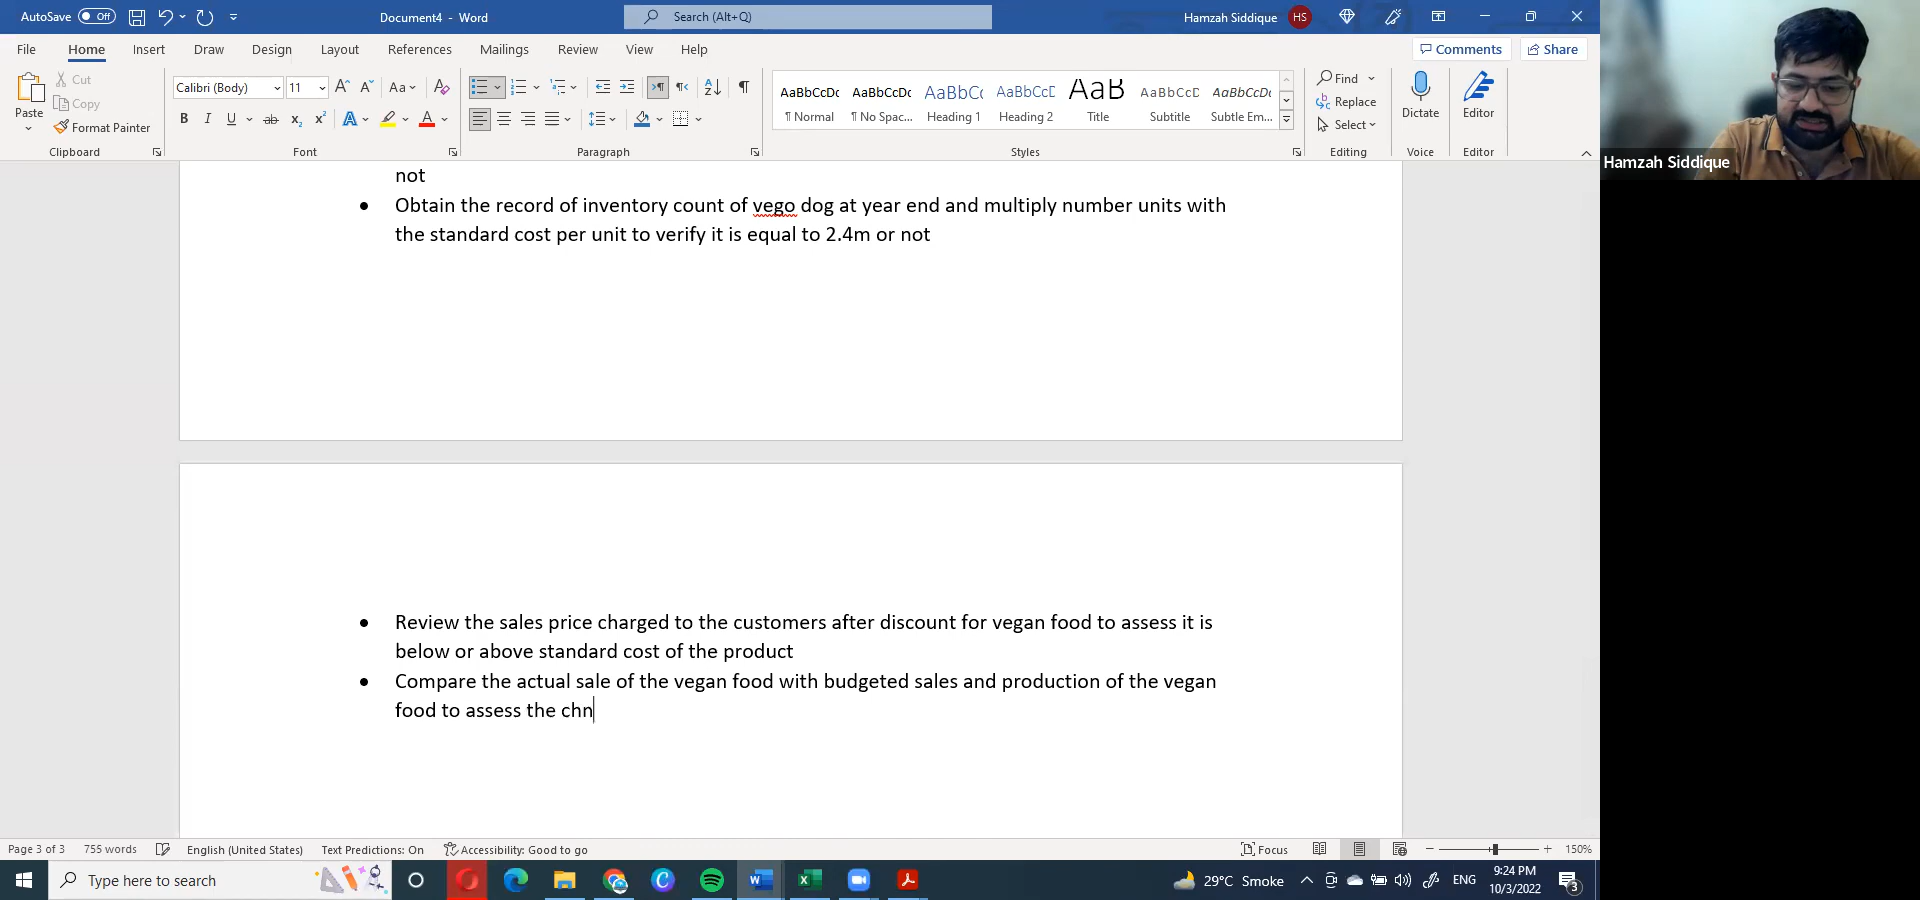 AutoSave Off Document4 - Word Search (Alt+Q) Hamzah Siddique HS
File Home Insert Draw Design Layout References Mailings Review View Help Comments Share
Paste Cut Copy Format Painter
Calibri (Body) 11 Aa
B I U ab x₂ x² A A
AaBbCcDc AaBbCcDc AaBbCc AaBbCcD AaB AaBbCcD AaBbCcDc
¶ Normal ¶ No Spac... Heading 1 Heading 2 Title Subtitle Subtle Em...
Find Replace Select Dictate Editor
Clipboard Font Paragraph Styles Editing Voice Editor
Hamzah Siddique
not
• Obtain the record of inventory count of vego dog at year end and multiply number units with
the standard cost per unit to verify it is equal to 2.4m or not
• Review the sales price charged to the customers after discount for vegan food to assess it is
below or above standard cost of the product
• Compare the actual sale of the vegan food with budgeted sales and production of the vegan
food to assess the chn
Page 3 of 3 755 words English (United States) Text Predictions: On Accessibility: Good to go Focus 150%
Type here to search 29°C Smoke ENG 9:24 PM
10/3/2022 3